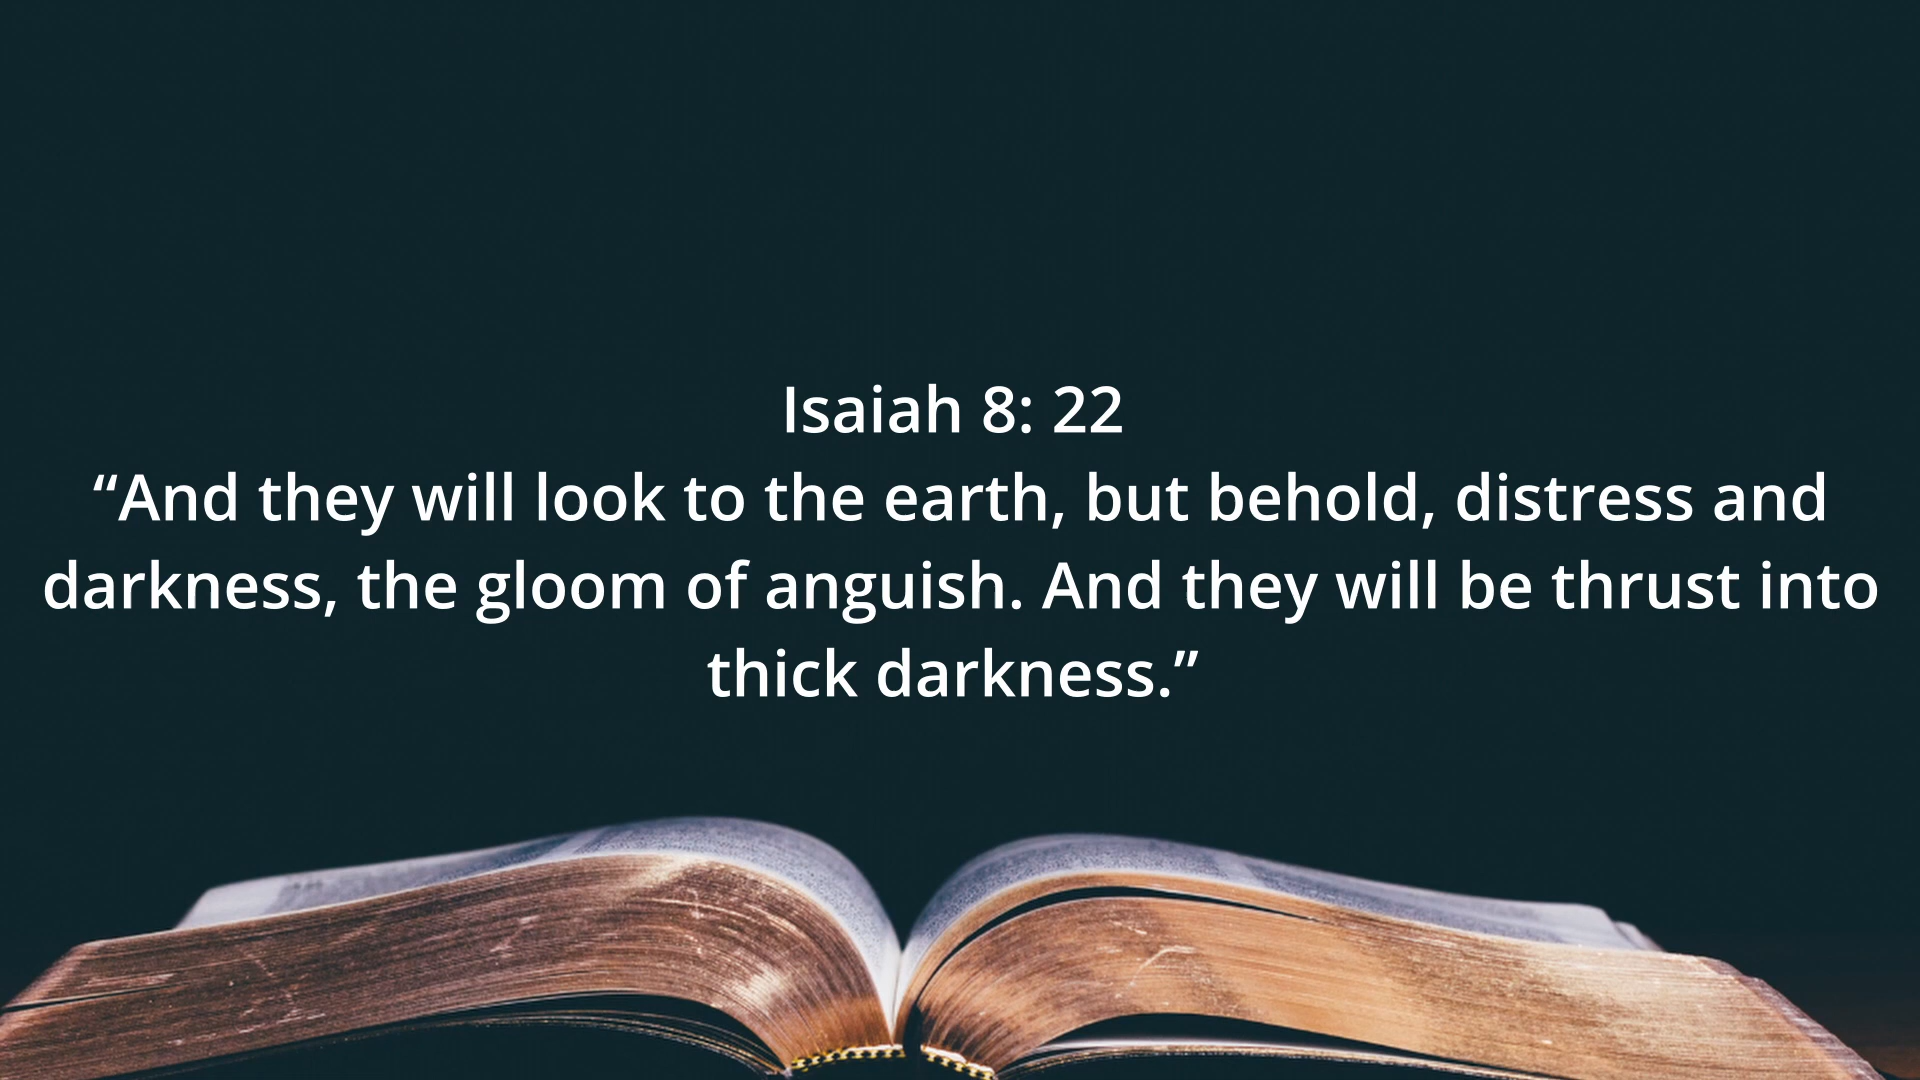 Isaiah 8: 22
“And they will look to the earth, but behold, distress and
darkness, the gloom of anguish. And they will be thrust into
thick darkness.”